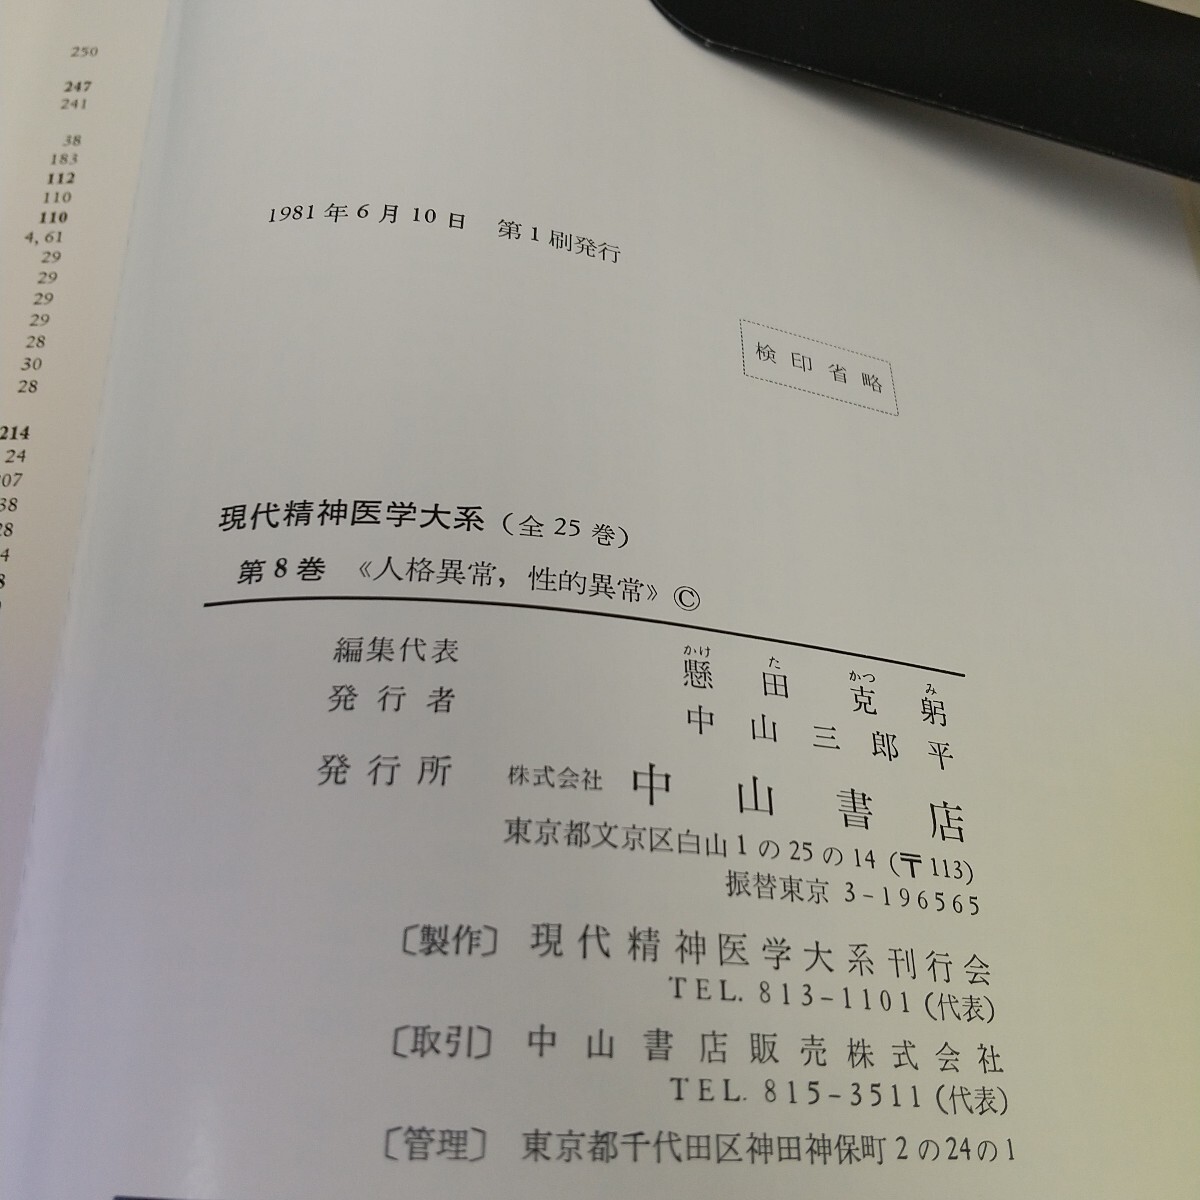 250
247
241
38
183
112
110
110
4, 61
29
29
29
29
28
30
28
214
24
38
28
1981年6月10日 第1刷発行
検印省略
現代精神医学大系(全25巻)
第8巻 《人格異常，性的異常》©
編集代表 懸田克躬
かけ た かつ み
発行者 中山三郎平
発行所 株式会社 中山書店
東京都文京区白山1の25の14(〒113)
振替東京 3-196565
〔製作〕 現代精神医学大系刊行会
TEL. 813-1101(代表)
〔取引〕 中山書店販売株式会社
TEL. 815-3511(代表)
〔管理〕 東京都千代田区神田神保町2の24の1